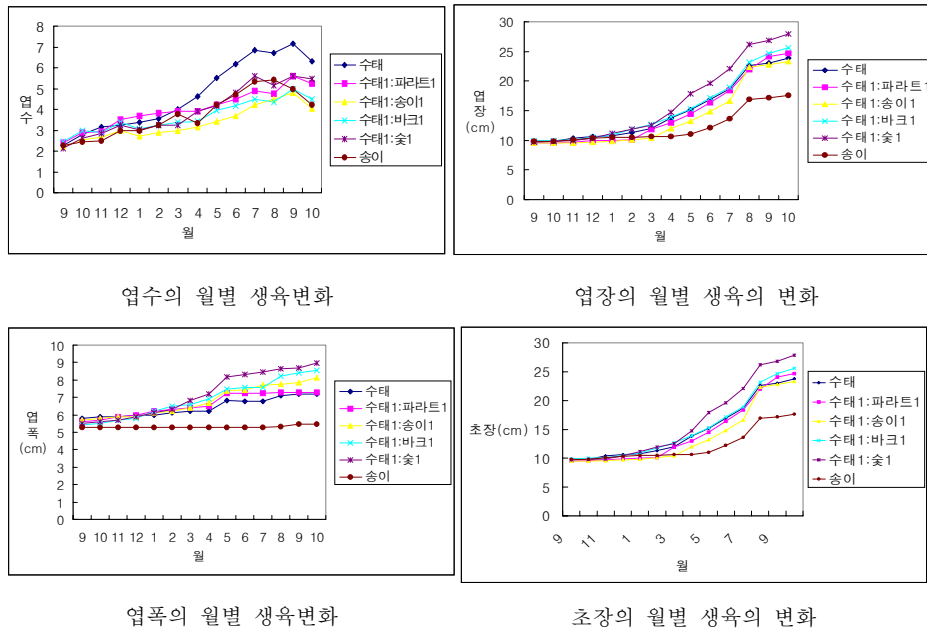 8
7
6
5
4
3
2
1
0
엽수
9 10 11 12 1 2 3 4 5 6 7 8 9 10
월
수태
수태1:파라트1
수태1:송이1
수태1:바크1
수태1:숯1
송이
엽수의 월별 생육변화
30
25
20
15
10
5
0
엽장
(cm)
9 10 11 12 1 2 3 4 5 6 7 8 9 10
월
수태
수태1:파라트1
수태1:송이1
수태1:바크1
수태1:숯1
송이
엽장의 월별 생육의 변화
10
9
8
7
6
5
4
3
2
1
0
엽폭
(cm)
9 10 11 12 1 2 3 4 5 6 7 8 9 10
월
수태
수태1:파라트1
수태1:송이1
수태1:바크1
수태1:숯1
송이
엽폭의 월별 생육변화
30
25
20
15
10
5
0
초장(cm)
9 11 1 3 5 7 9
월
수태
수태1:파라트1
수태1:송이1
수태1:바크1
수태1:숯1
송이
초장의 월별 생육의 변화